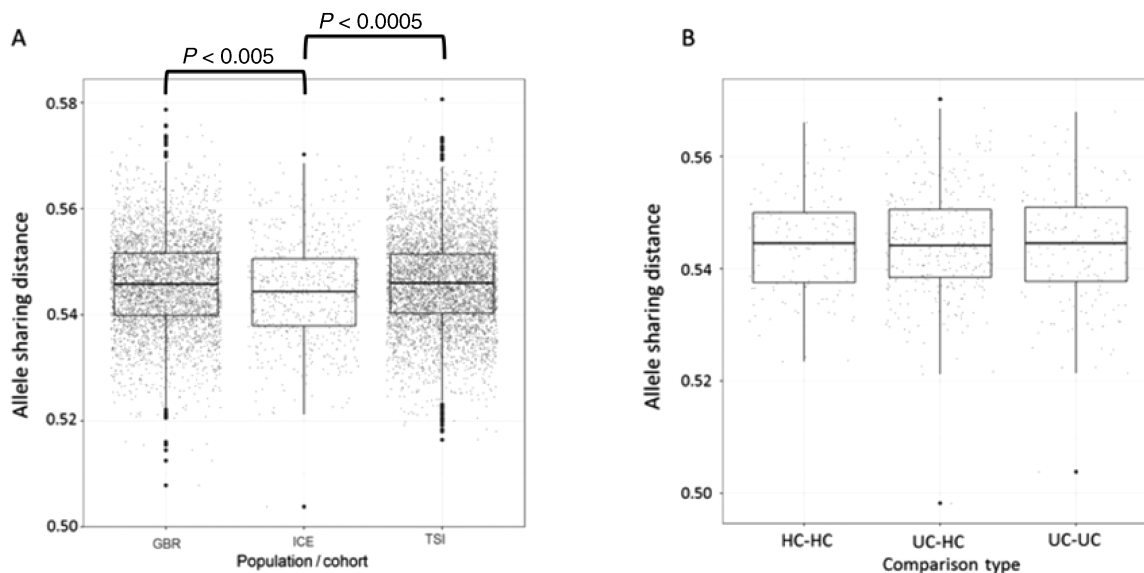 A
P < 0.005
P < 0.0005
Allele sharing distance
0.58
0.56
0.54
0.52
0.50
GBR
ICE
TSI
Population / cohort
B
Allele sharing distance
0.56
0.54
0.52
0.50
HC-HC
UC-HC
UC-UC
Comparison type